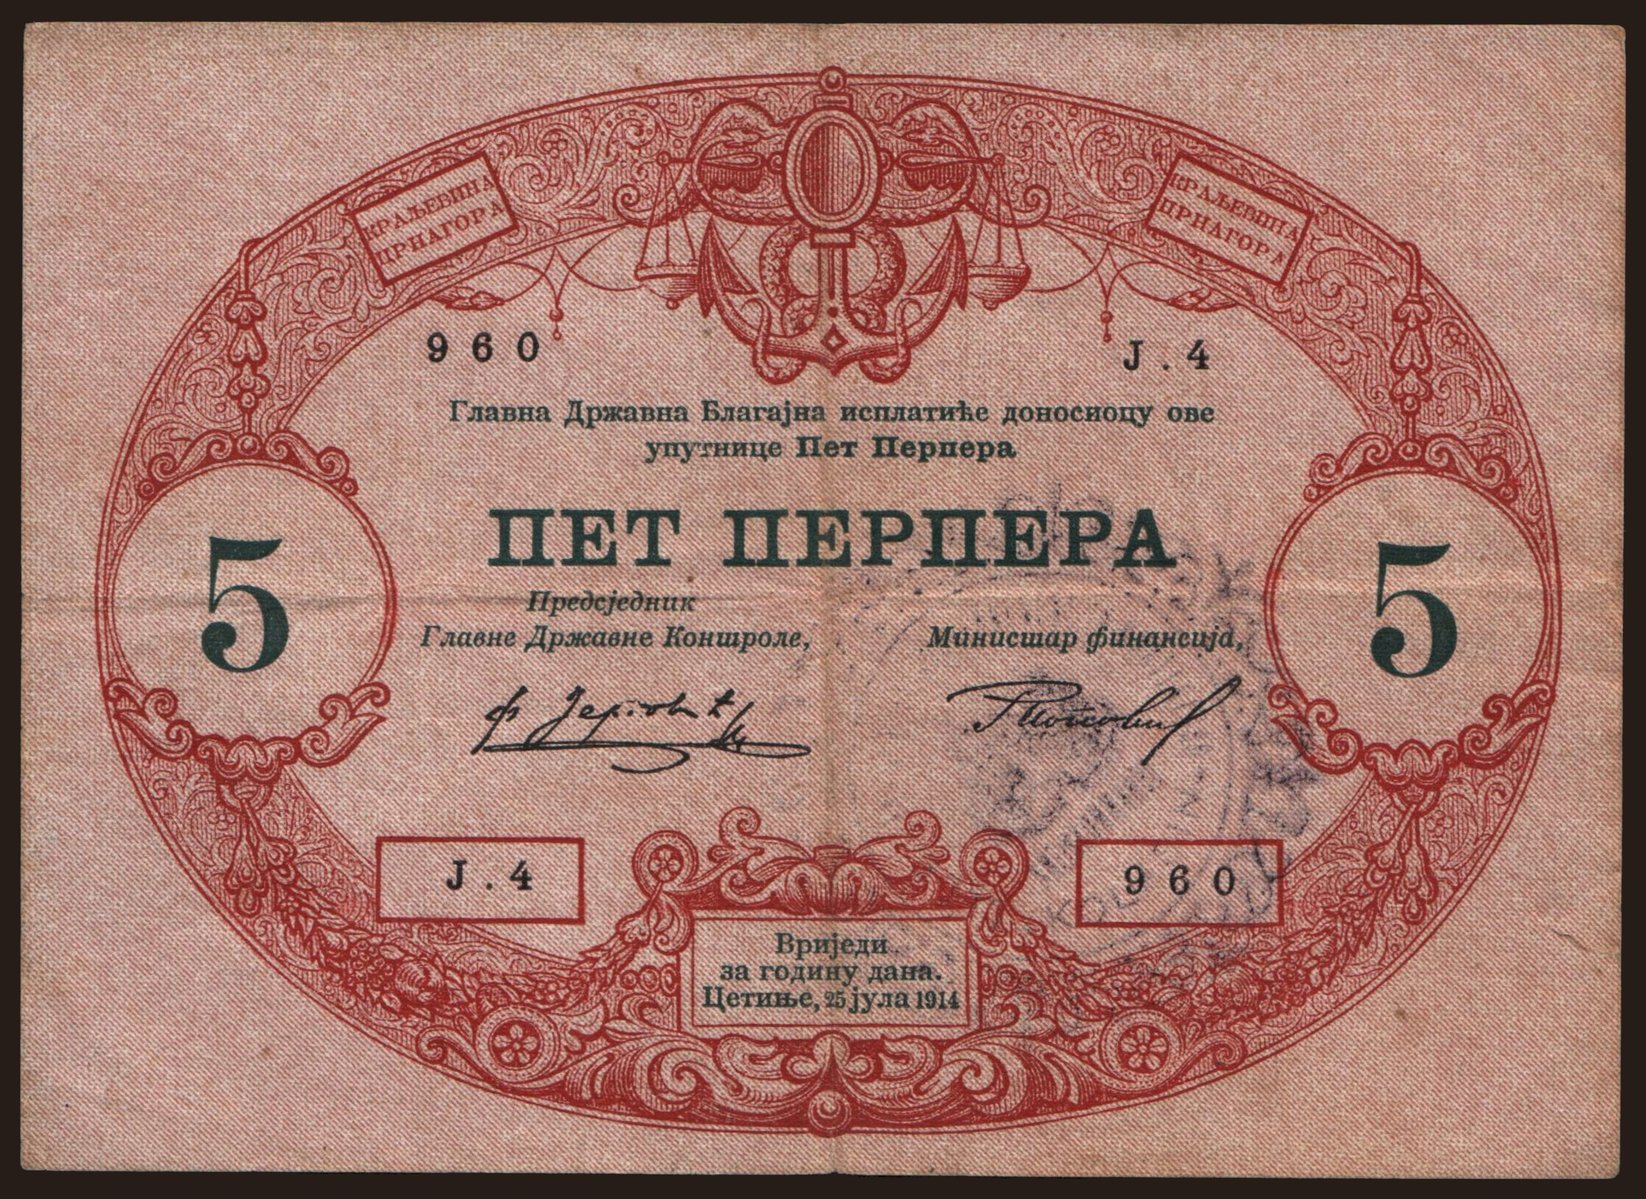 КРАЉЕВИНА
ЦРНАГОРА
КРАЉЕВИНА
ЦРНАГОРА
960
J.4
Главна Државна Благајна исплатиће доносиоцу ове
упутнице Пет Перпера
ПЕТ ПЕРПЕРА
5
5
Предсједник
Главне Државне Контроле,
Министар финансија,
J.4
960
Вриједи
за годину дана.
Цетиње, 25 јула 1914